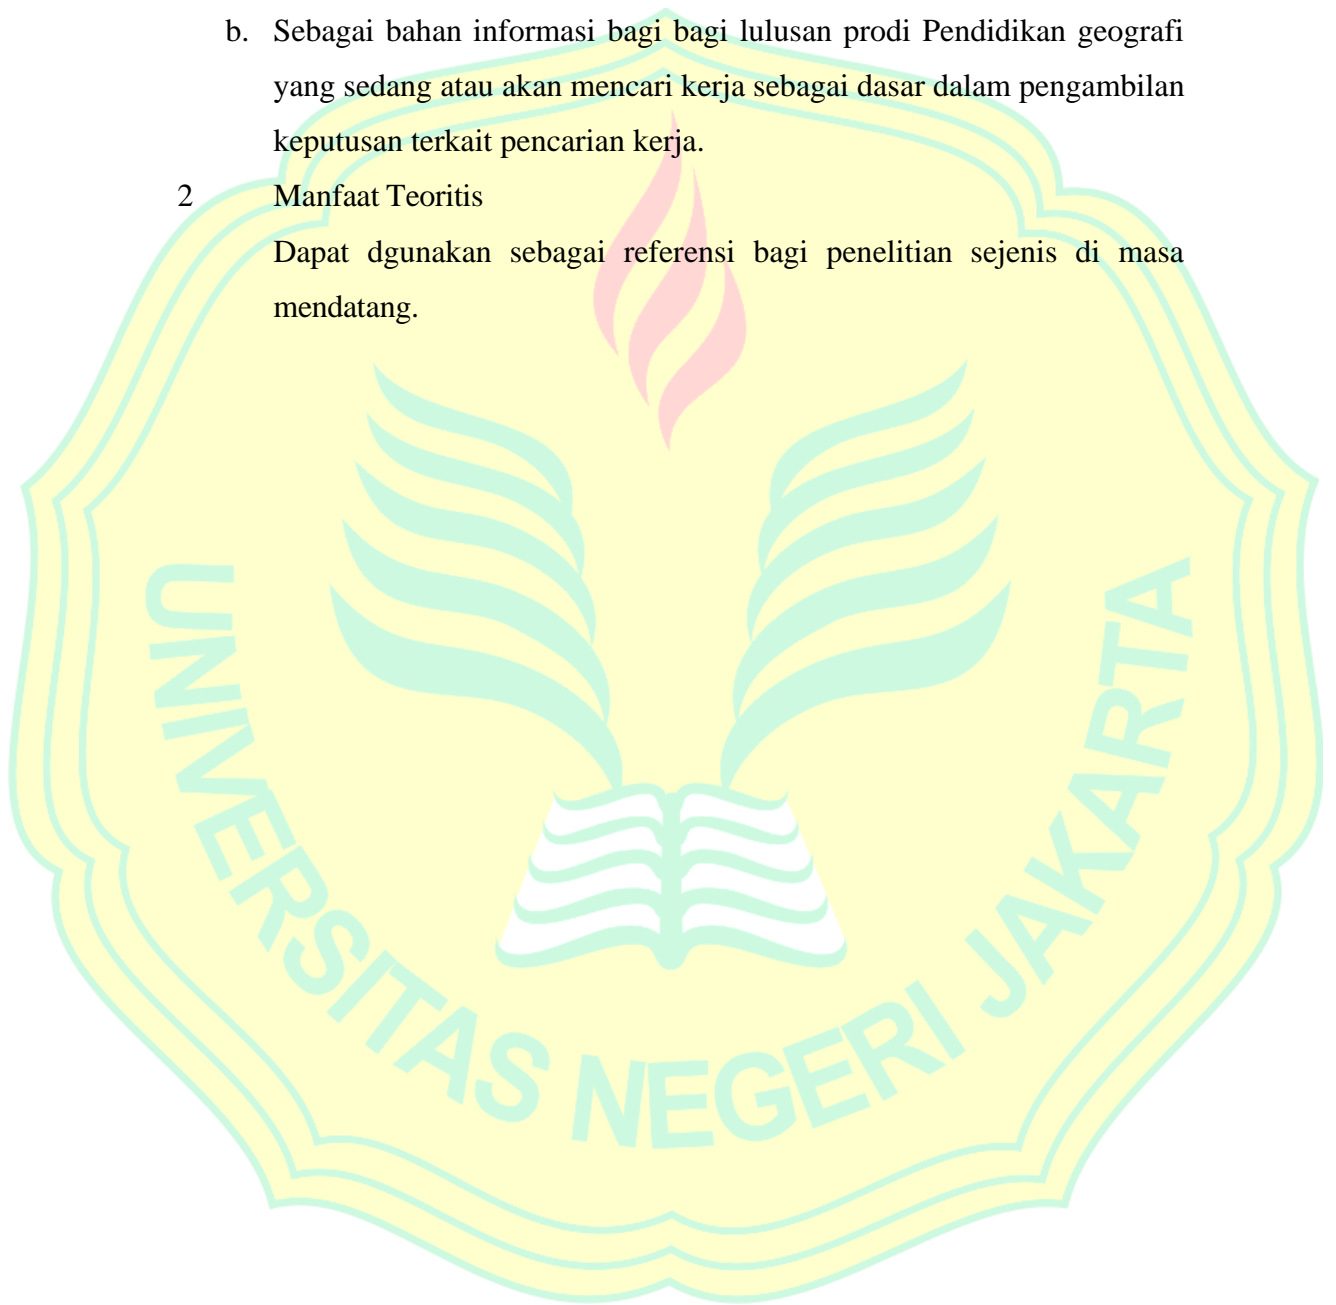 b. Sebagai bahan informasi bagi bagi lulusan prodi Pendidikan geografi
yang sedang atau akan mencari kerja sebagai dasar dalam pengambilan
keputusan terkait pencarian kerja.
2 Manfaat Teoritis
Dapat dgunakan sebagai referensi bagi penelitian sejenis di masa
mendatang.
UNIVERSITAS NEGERI JAKARTA